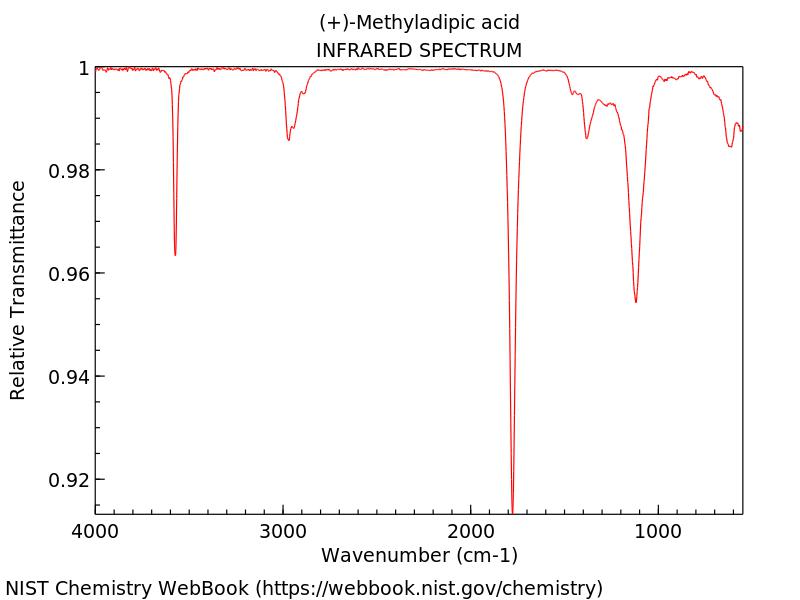 (+)-Methyladipic acid
INFRARED SPECTRUM
1
0.98
0.96
0.94
0.92
Relative Transmittance
4000 3000 2000 1000
Wavenumber (cm-1)
NIST Chemistry WebBook (https://webbook.nist.gov/chemistry)